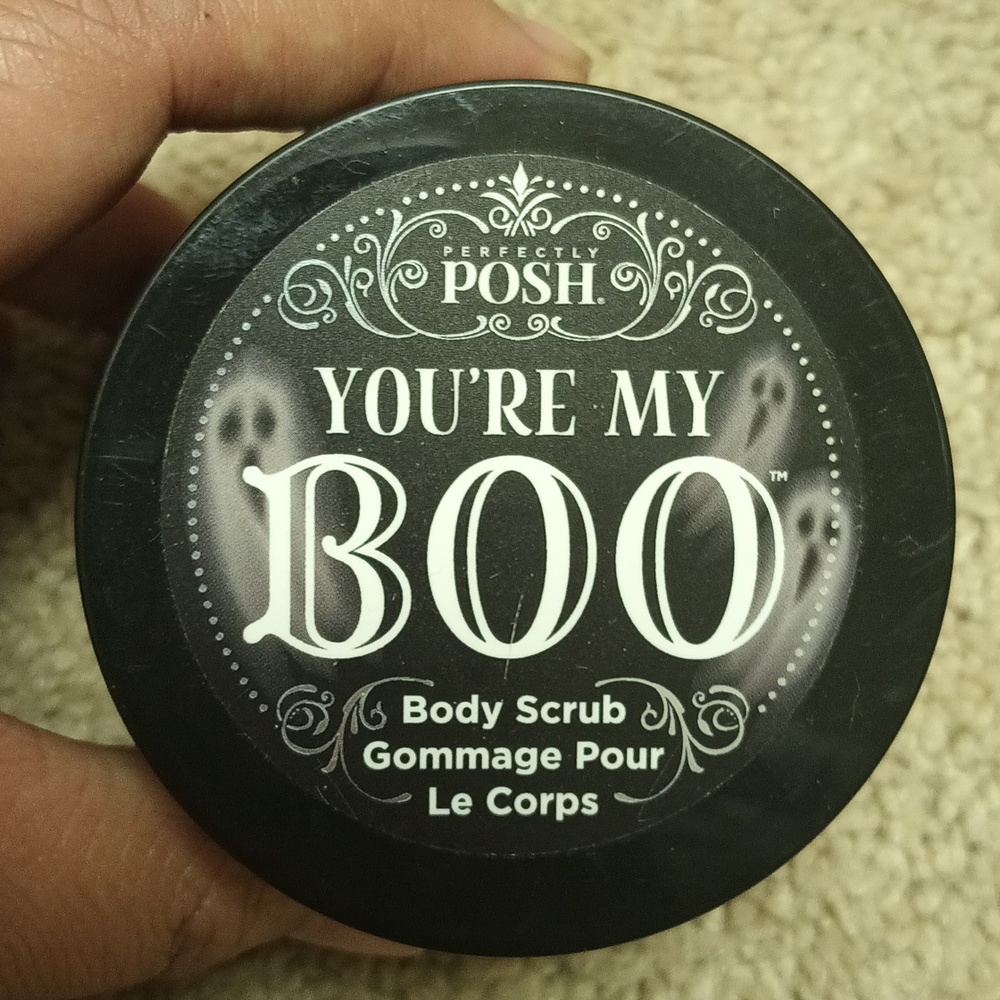 PERFECTLY
POSH®
YOU'RE MY
BOO™
Body Scrub
Gommage Pour
Le Corps